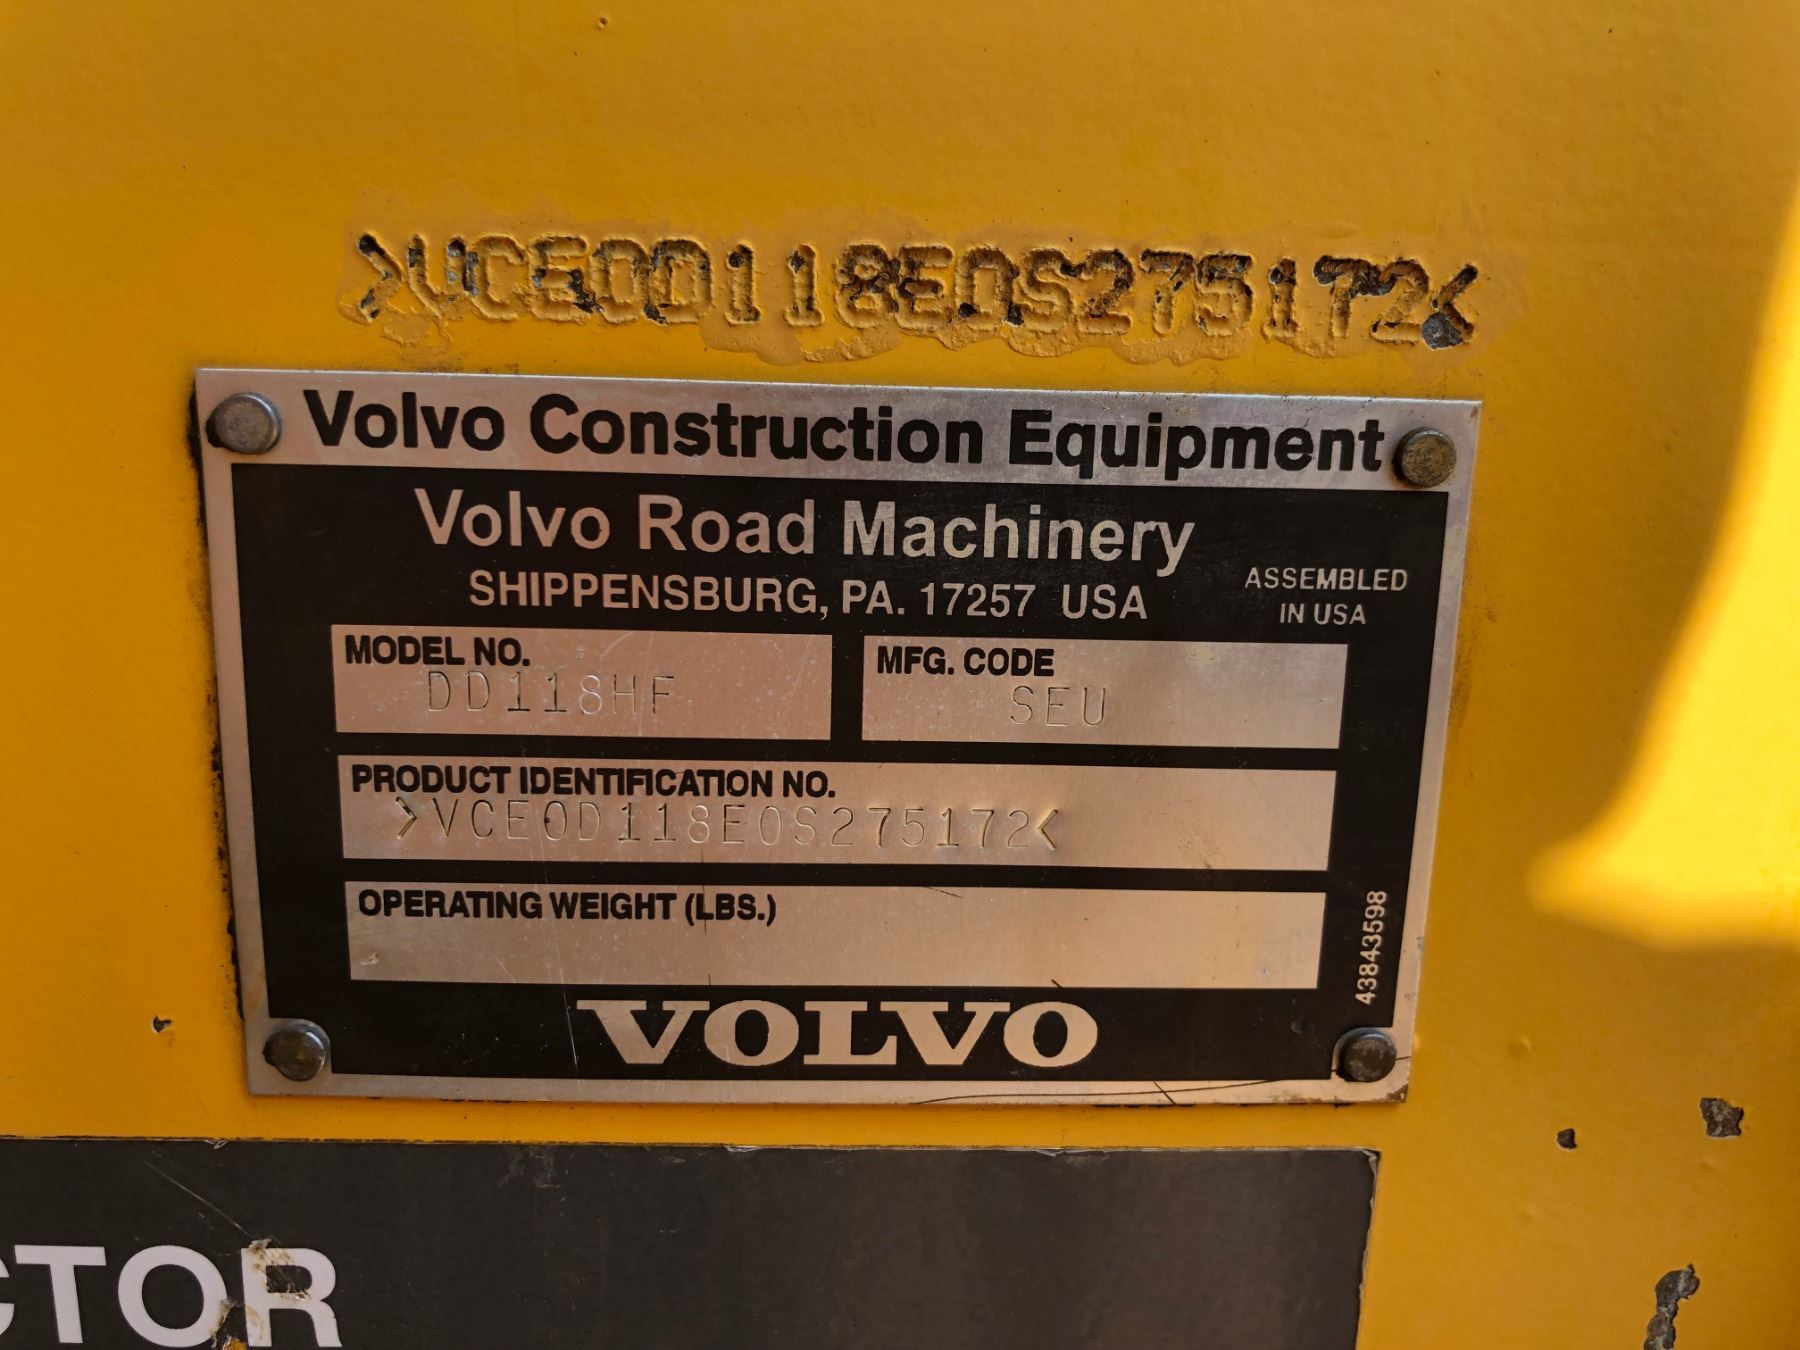 >VCE0D118E0S275172<
Volvo Construction Equipment
Volvo Road Machinery
SHIPPENSBURG, PA. 17257 USA
ASSEMBLED
IN USA
MODEL NO.
DD118HF
MFG. CODE
SEU
PRODUCT IDENTIFICATION NO.
>VCE0D118E0S275172<
OPERATING WEIGHT (LBS.)
43843598
VOLVO
CTOR